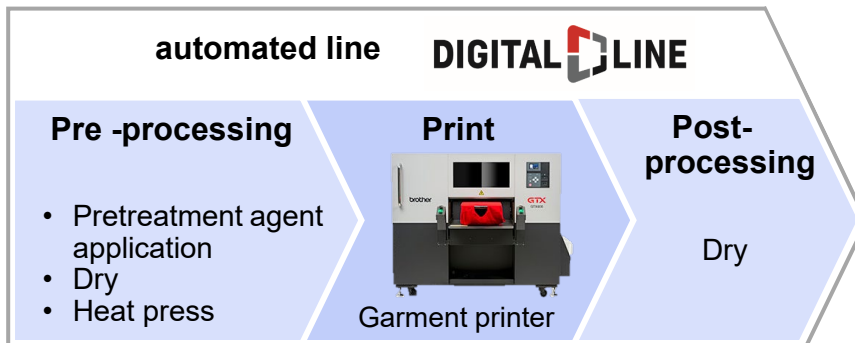 automated line
DIGITAL LINE
Pre -processing
• Pretreatment agent
application
• Dry
• Heat press
Print
brother
GTX
Garment printer
Post-
processing
Dry